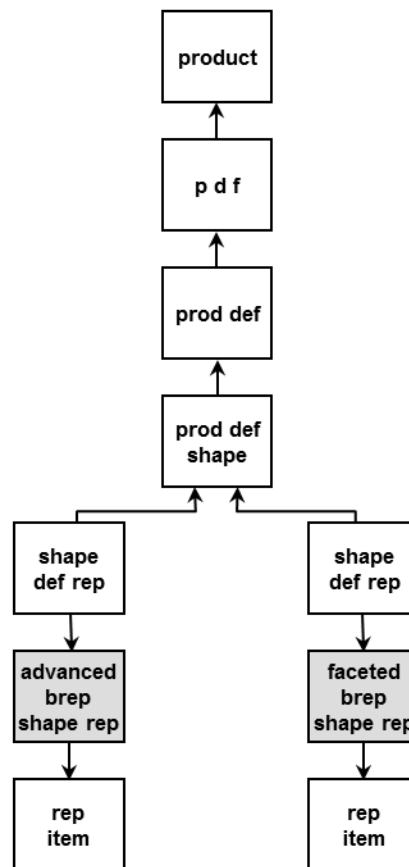 product
p d f
prod def
prod def
shape
shape
def rep
shape
def rep
advanced
brep
shape rep
faceted
brep
shape rep
rep
item
rep
item